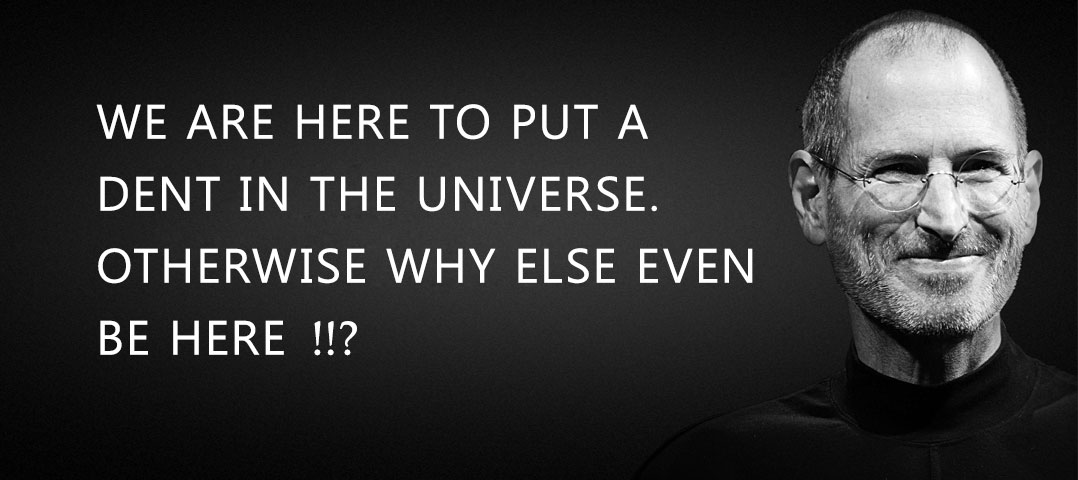 WE ARE HERE TO PUT A
DENT IN THE UNIVERSE.
OTHERWISE WHY ELSE EVEN
BE HERE !!?